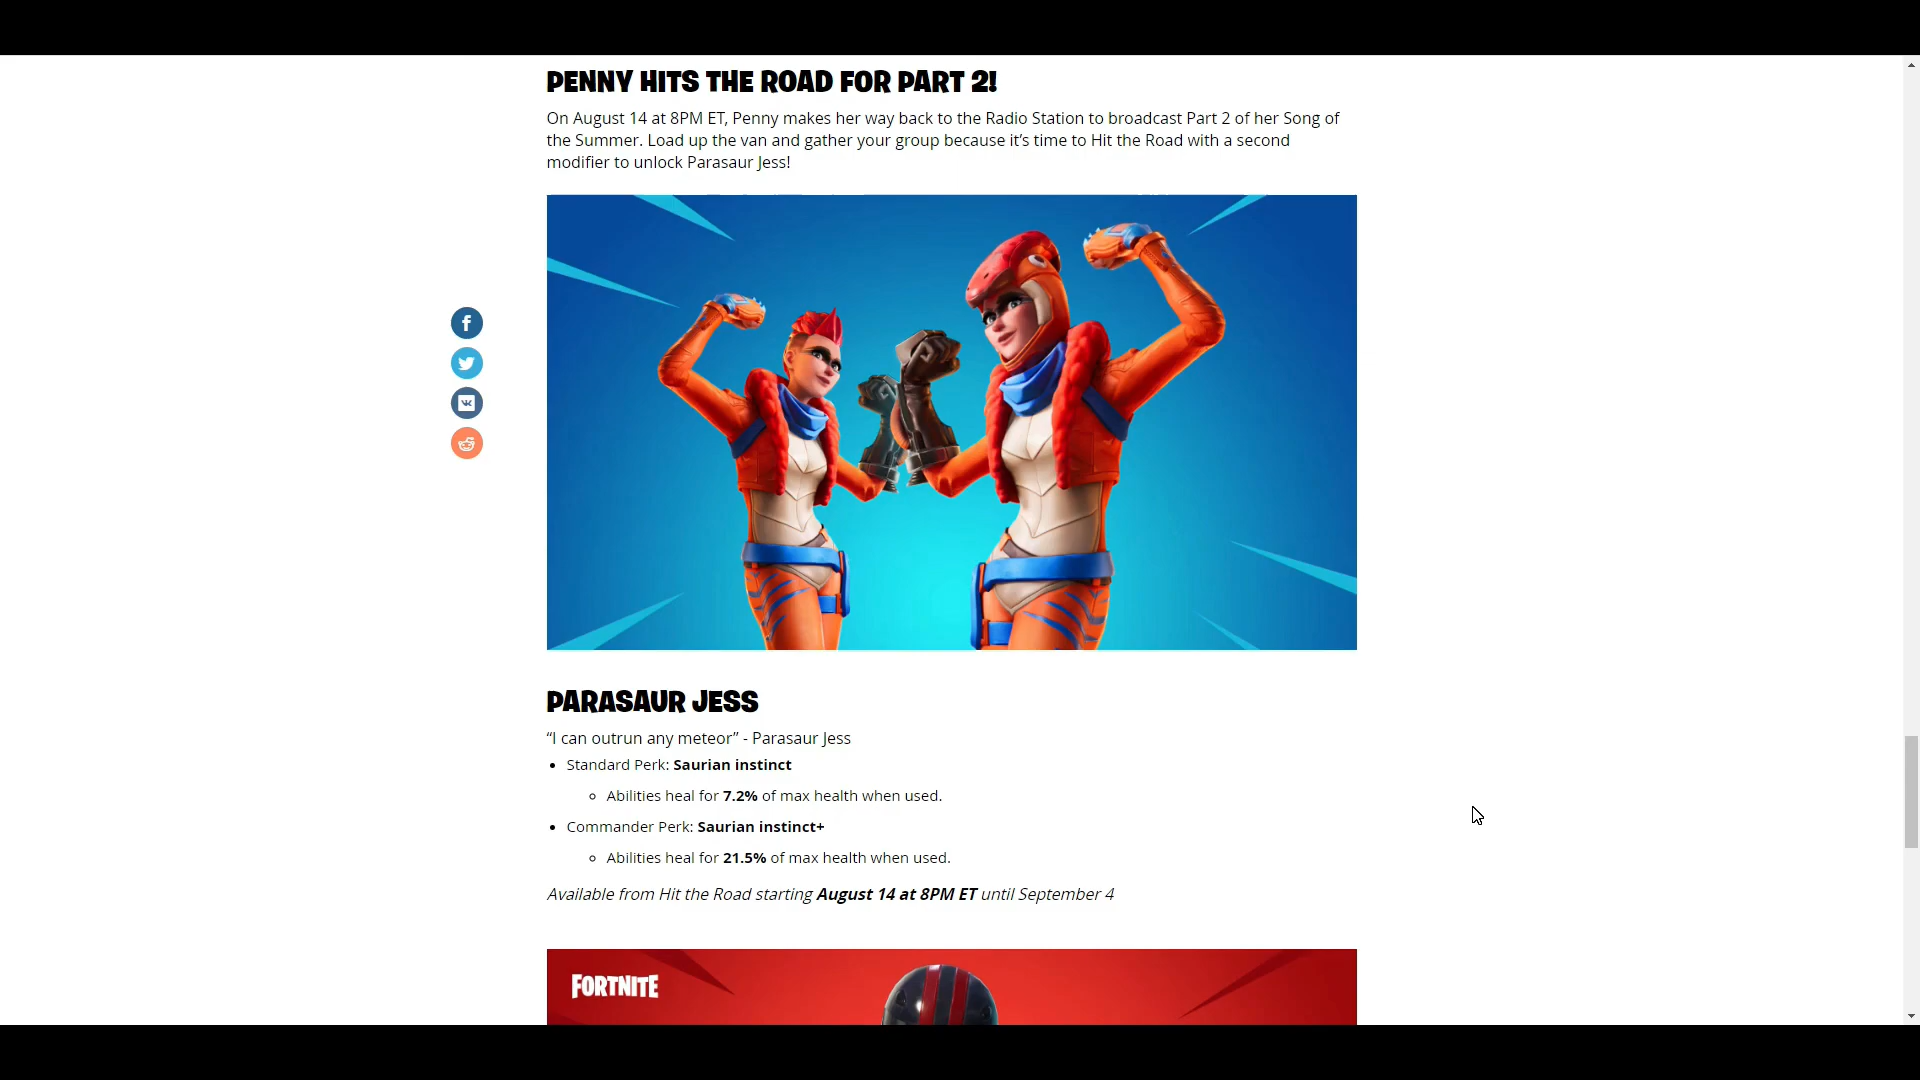 PENNY HITS THE ROAD FOR PART 2!
On August 14 at 8PM ET, Penny makes her way back to the Radio Station to broadcast Part 2 of her Song of
the Summer. Load up the van and gather your group because it’s time to Hit the Road with a second
modifier to unlock Parasaur Jess!
PARASAUR JESS
“I can outrun any meteor” - Parasaur Jess
• Standard Perk: Saurian instinct
◦ Abilities heal for 7.2% of max health when used.
• Commander Perk: Saurian instinct+
◦ Abilities heal for 21.5% of max health when used.
Available from Hit the Road starting August 14 at 8PM ET until September 4
FORTNITE